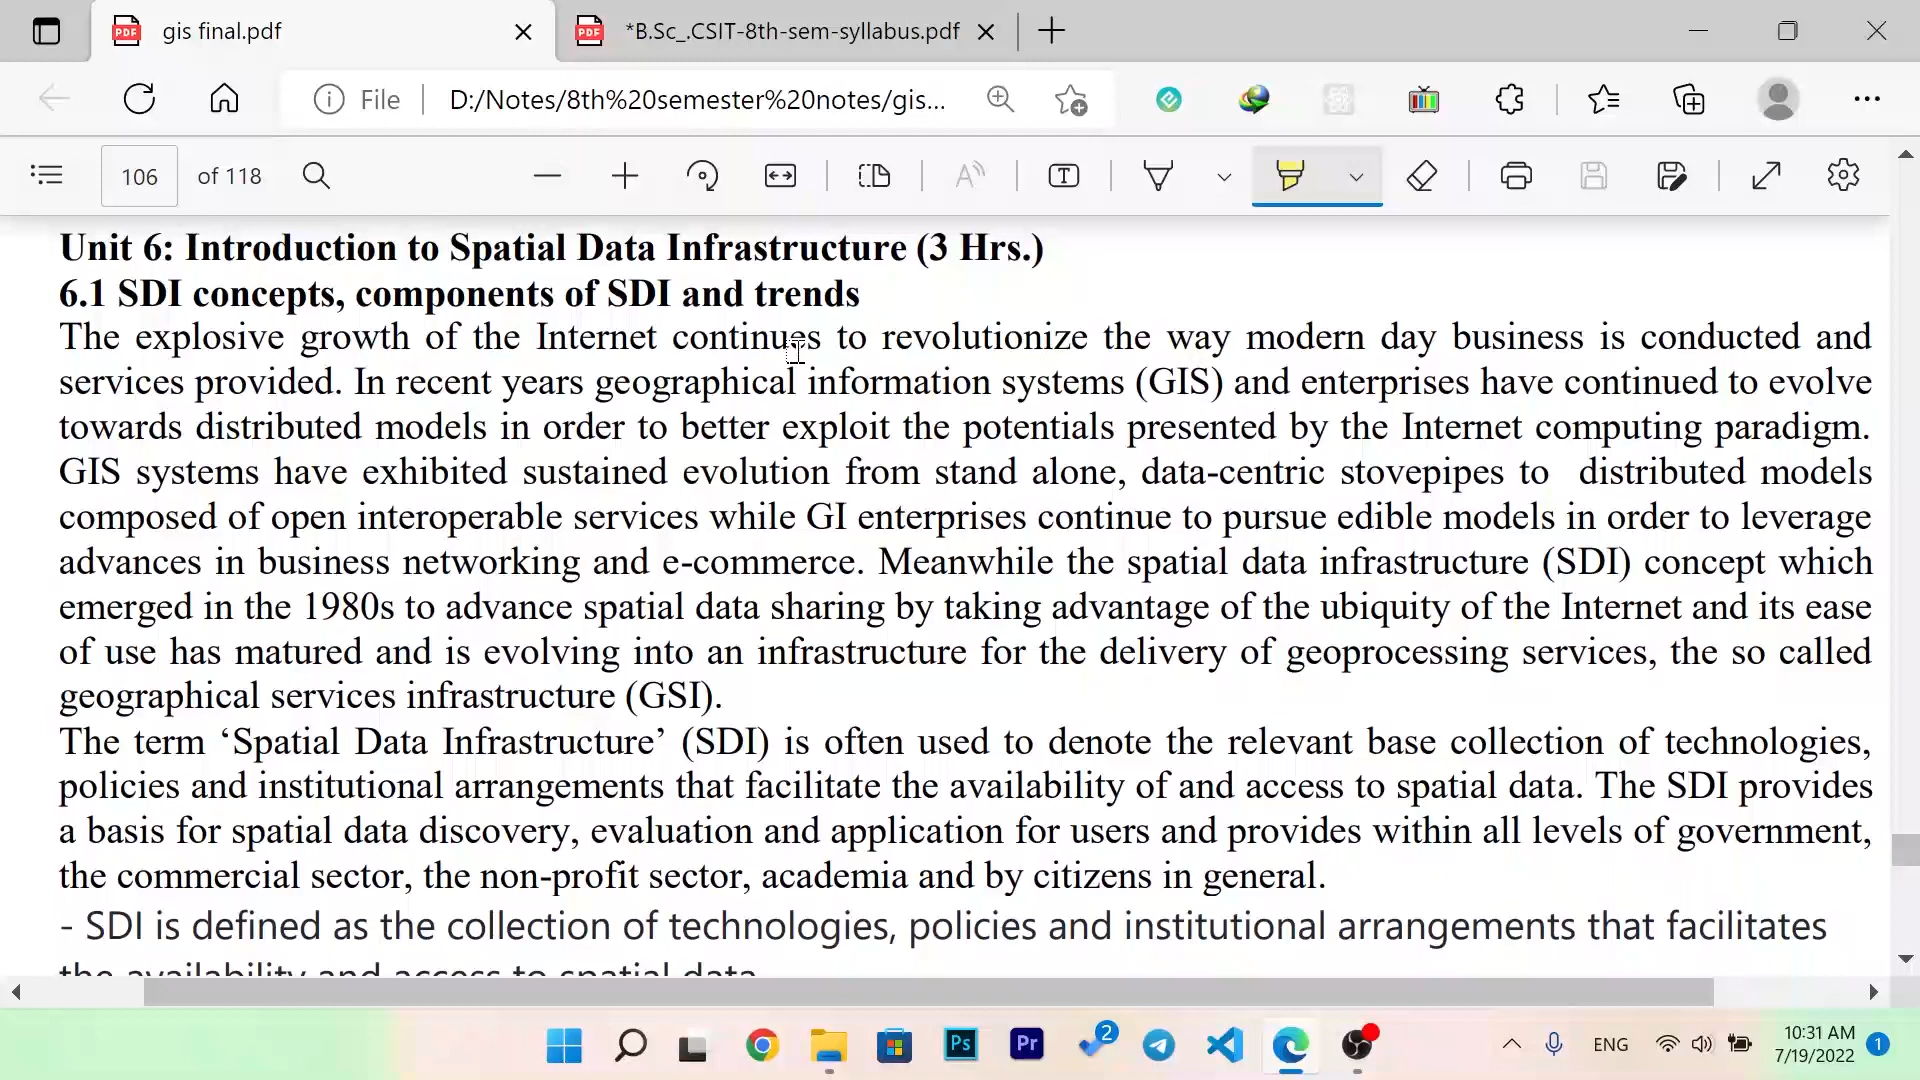 gis final.pdf
*B.Sc_.CSIT-8th-sem-syllabus.pdf
File
D:/Notes/8th%20semester%20notes/gis...
106 of 118
Unit 6: Introduction to Spatial Data Infrastructure (3 Hrs.)
6.1 SDI concepts, components of SDI and trends
The explosive growth of the Internet continues to revolutionize the way modern day business is conducted and
services provided. In recent years geographical information systems (GIS) and enterprises have continued to evolve
towards distributed models in order to better exploit the potentials presented by the Internet computing paradigm.
GIS systems have exhibited sustained evolution from stand alone, data-centric stovepipes to distributed models
composed of open interoperable services while GI enterprises continue to pursue edible models in order to leverage
advances in business networking and e-commerce. Meanwhile the spatial data infrastructure (SDI) concept which
emerged in the 1980s to advance spatial data sharing by taking advantage of the ubiquity of the Internet and its ease
of use has matured and is evolving into an infrastructure for the delivery of geoprocessing services, the so called
geographical services infrastructure (GSI).
The term ‘Spatial Data Infrastructure’ (SDI) is often used to denote the relevant base collection of technologies,
policies and institutional arrangements that facilitate the availability of and access to spatial data. The SDI provides
a basis for spatial data discovery, evaluation and application for users and provides within all levels of government,
the commercial sector, the non-profit sector, academia and by citizens in general.
- SDI is defined as the collection of technologies, policies and institutional arrangements that facilitates
the availability and access to spatial data
Ps
Pr
2
ENG
10:31 AM
7/19/2022
1